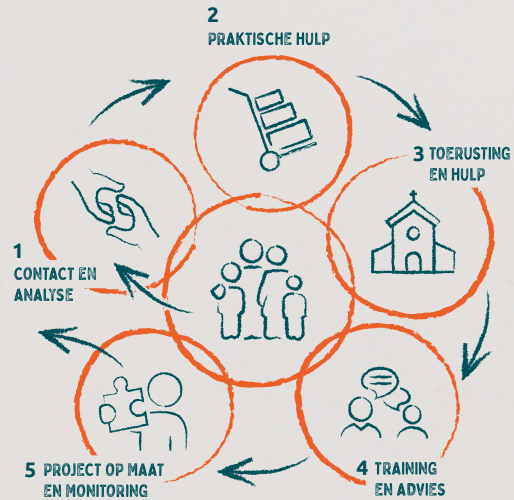 1
CONTACT EN
ANALYSE
2
PRAKTISCHE HULP
3 TOERUSTING
EN HULP
4 TRAINING
EN ADVIES
5 PROJECT OP MAAT
EN MONITORING